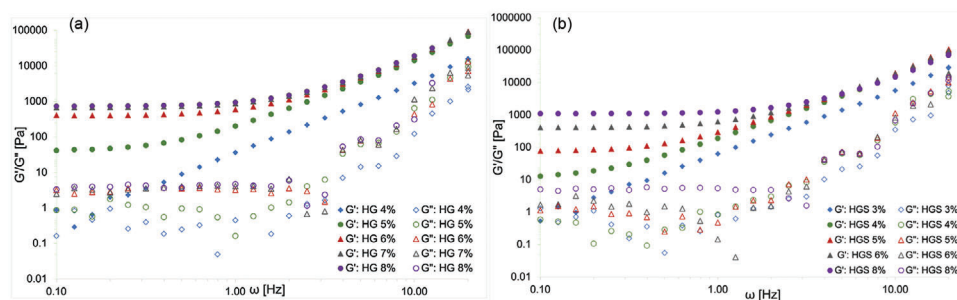 (a)
G'/G" [Pa]
100000
10000
1000
100
10
1
0.1
0.01
0.10
1.00
10.00
ω [Hz]
G': HG 4% G": HG 4%
G': HG 5% G": HG 5%
G': HG 6% G": HG 6%
G': HG 7% G": HG 7%
G': HG 8% G": HG 8%
(b)
G'/G" [Pa]
1000000
100000
10000
1000
100
10
1
0.1
0.01
0.10
1.00
10.00
ω [Hz]
G': HGS 3% G": HGS 3%
G': HGS 4% G": HGS 4%
G': HGS 5% G": HGS 5%
G': HGS 6% G": HGS 6%
G': HGS 8% G": HGS 8%